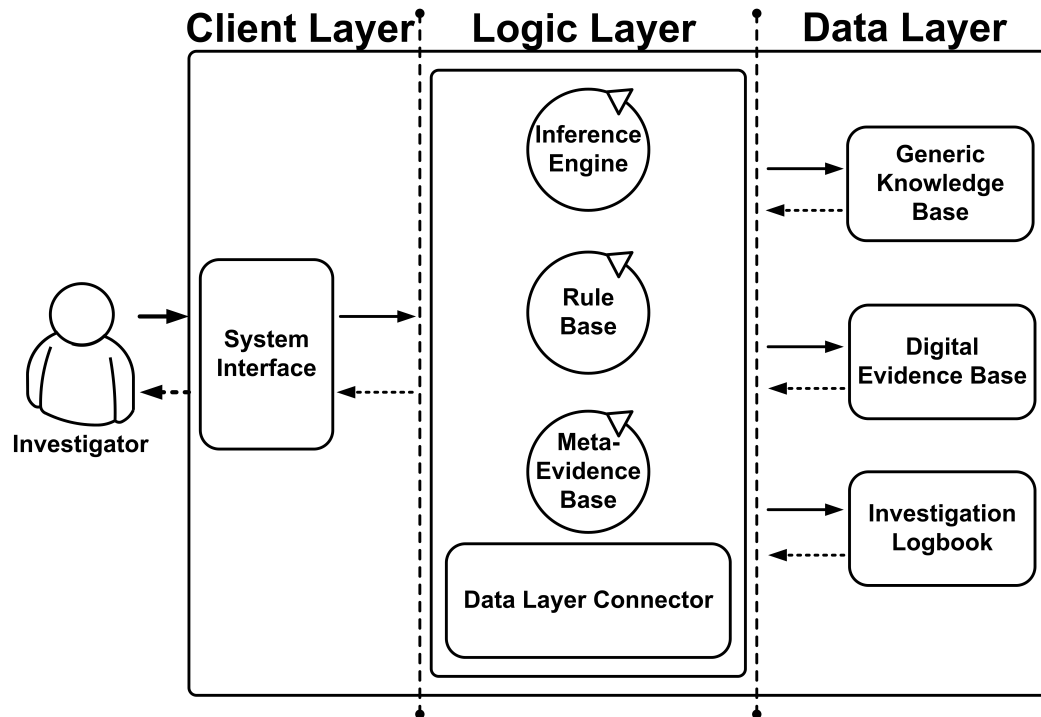 Client Layer
Logic Layer
Data Layer
Inference
Engine
Generic
Knowledge
Base
System
Interface
Rule
Base
Digital
Evidence Base
Investigator
Meta-
Evidence
Base
Investigation
Logbook
Data Layer Connector